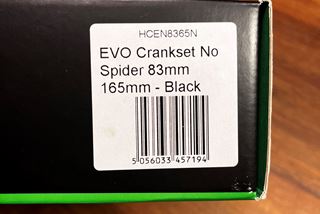 HCEN8365N
EVO Crankset No
Spider 83mm
165mm - Black
5 056033 457194